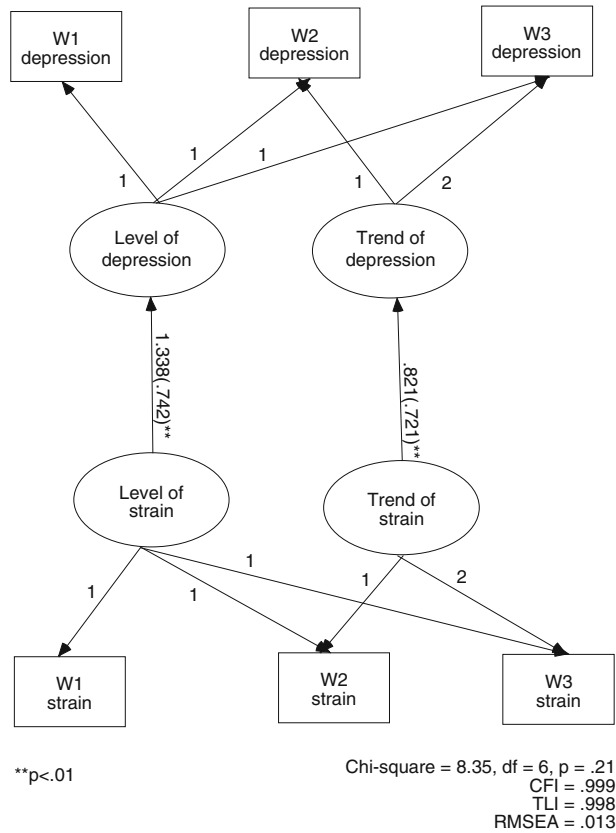 W1
depression
W2
depression
W3
depression
1
1
1
1
2
Level of
depression
Trend of
depression
1.338(.742)**
.821(.721)**
Level of
strain
Trend of
strain
1
1
1
1
2
W1
strain
W2
strain
W3
strain
**p<.01
Chi-square = 8.35, df = 6, p = .21
CFI = .999
TLI = .998
RMSEA = .013